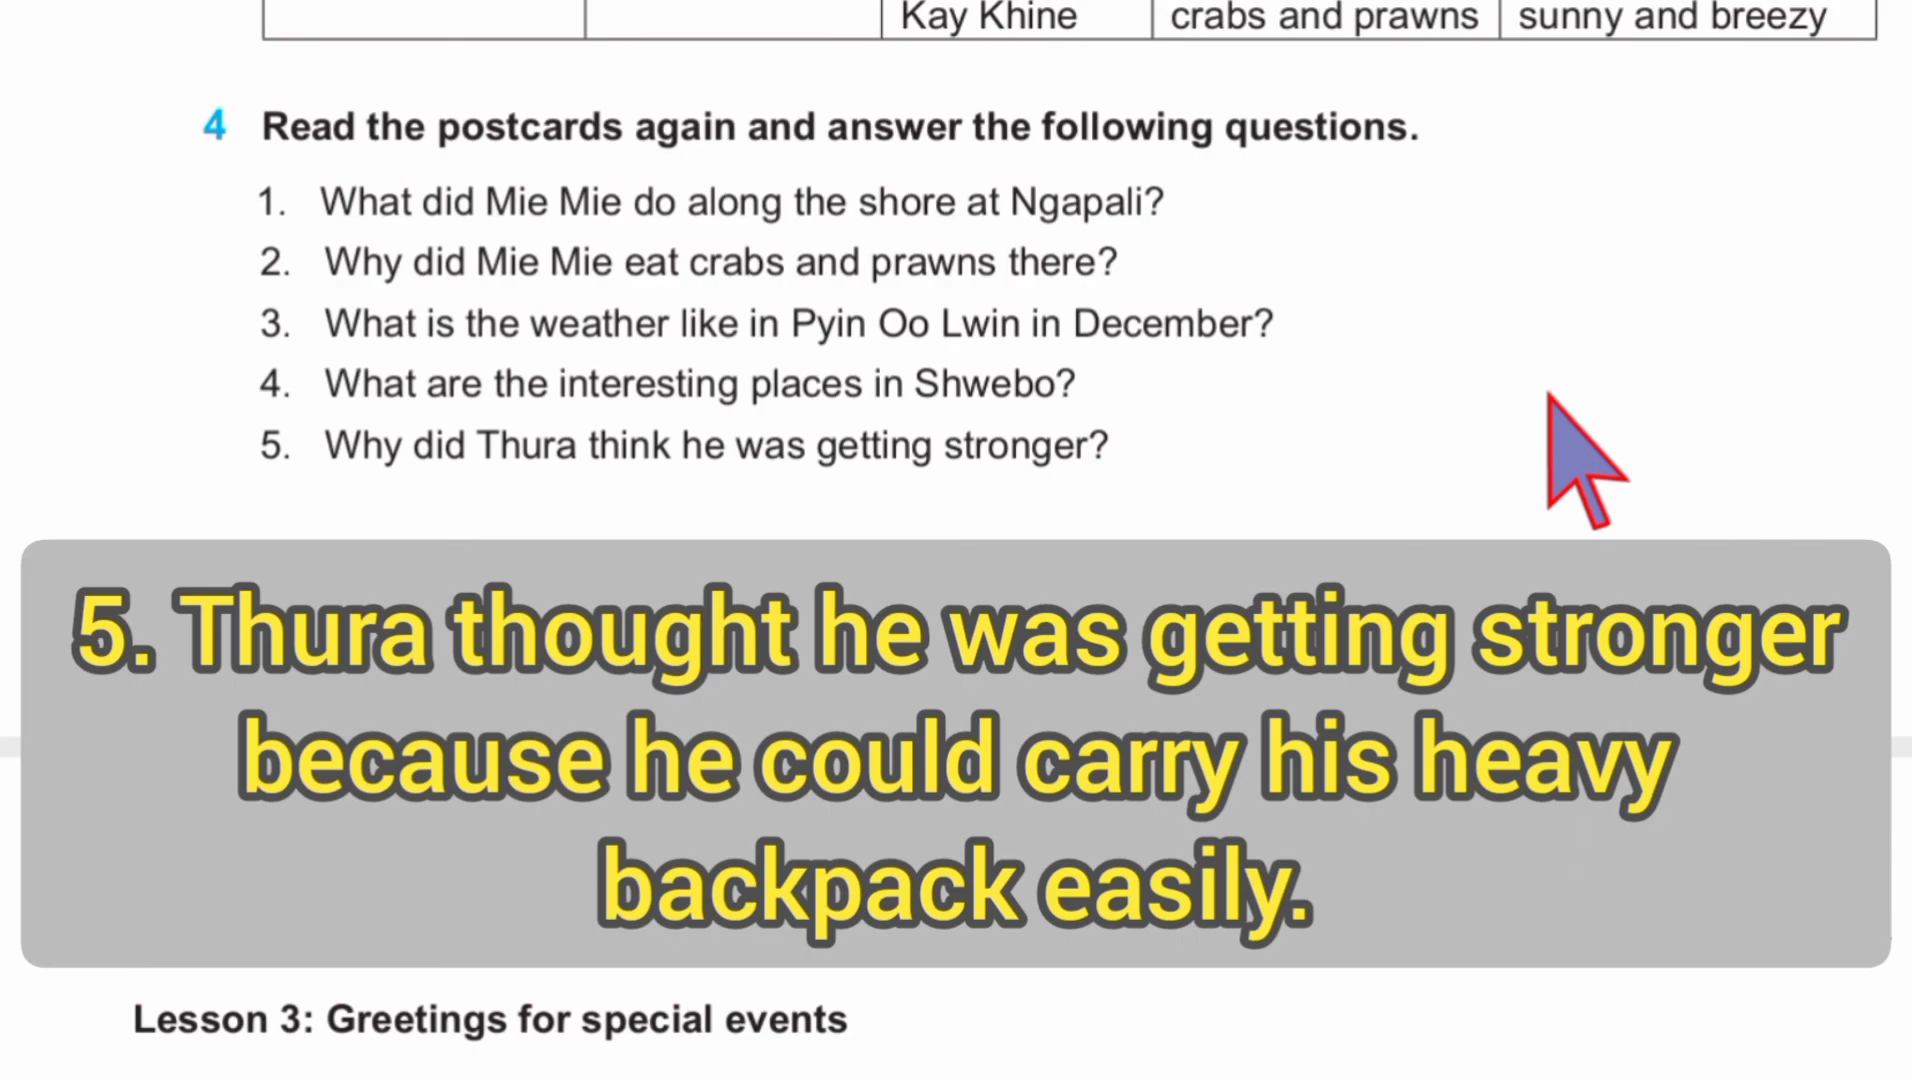 Kay Khine crabs and prawns sunny and breezy
4 Read the postcards again and answer the following questions.
1. What did Mie Mie do along the shore at Ngapali?
2. Why did Mie Mie eat crabs and prawns there?
3. What is the weather like in Pyin Oo Lwin in December?
4. What are the interesting places in Shwebo?
5. Why did Thura think he was getting stronger?
5. Thura thought he was getting stronger
because he could carry his heavy
backpack easily.
Lesson 3: Greetings for special events